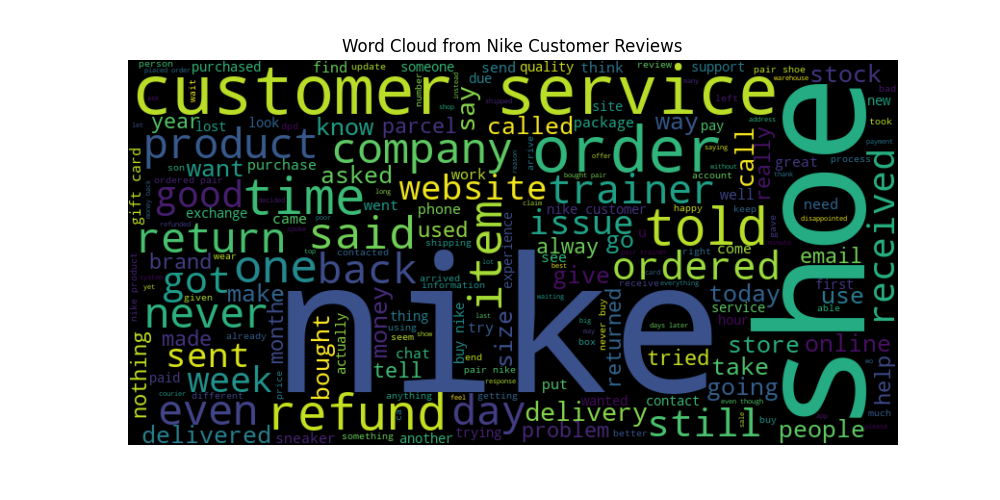 Word Cloud from Nike Customer Reviews
person
update
someone
send
quality
think
review
support
pair shoe
placed order
purchased
find
number
instead
due
warehouse
stock
many
customer service
wait
say
shop
shipped
site
left
bad
new
year
lost
dpd
look
know
parcel
called
package
way
pay
address
took
product
company
order
call
really
saying
payment
want
purchase
asked
work
arrive
reason
offer
without
account
great
process
son
ordered pair
long
website
bought pair
trainer
well
thank
received
shoe
gift card
money back
good
time
decided
went
claim
need
exchange
came
poor
phone
experience
nike customer
happy
keep
gave
disappointed
refunded
wear
used
item
issue
told
return
said
shipping
alway
go
u
right
come
email
brand
top
contacted
see
nike product
got
one
back
arrived
information
lot
best
give
receive
card
everything
ordered
first
yet
given
make
waiting
today
use
able
never
month
money
thing
using
buy nike
try
last
size
big
returned
never buy
days later
service
hour
made
already
bought
actually
seem
show
chat
end
box
tried
store
online
nothing
sent
nike
pair nike
response
take
help
paid
week
price
tell
put
going
courier
different
anything
feel
getting
wanted
contact
even though
app
much
even
refund
day
delivery
still
sale
buy
people
please
delivered
sneaker
something
another
trying
problem
better